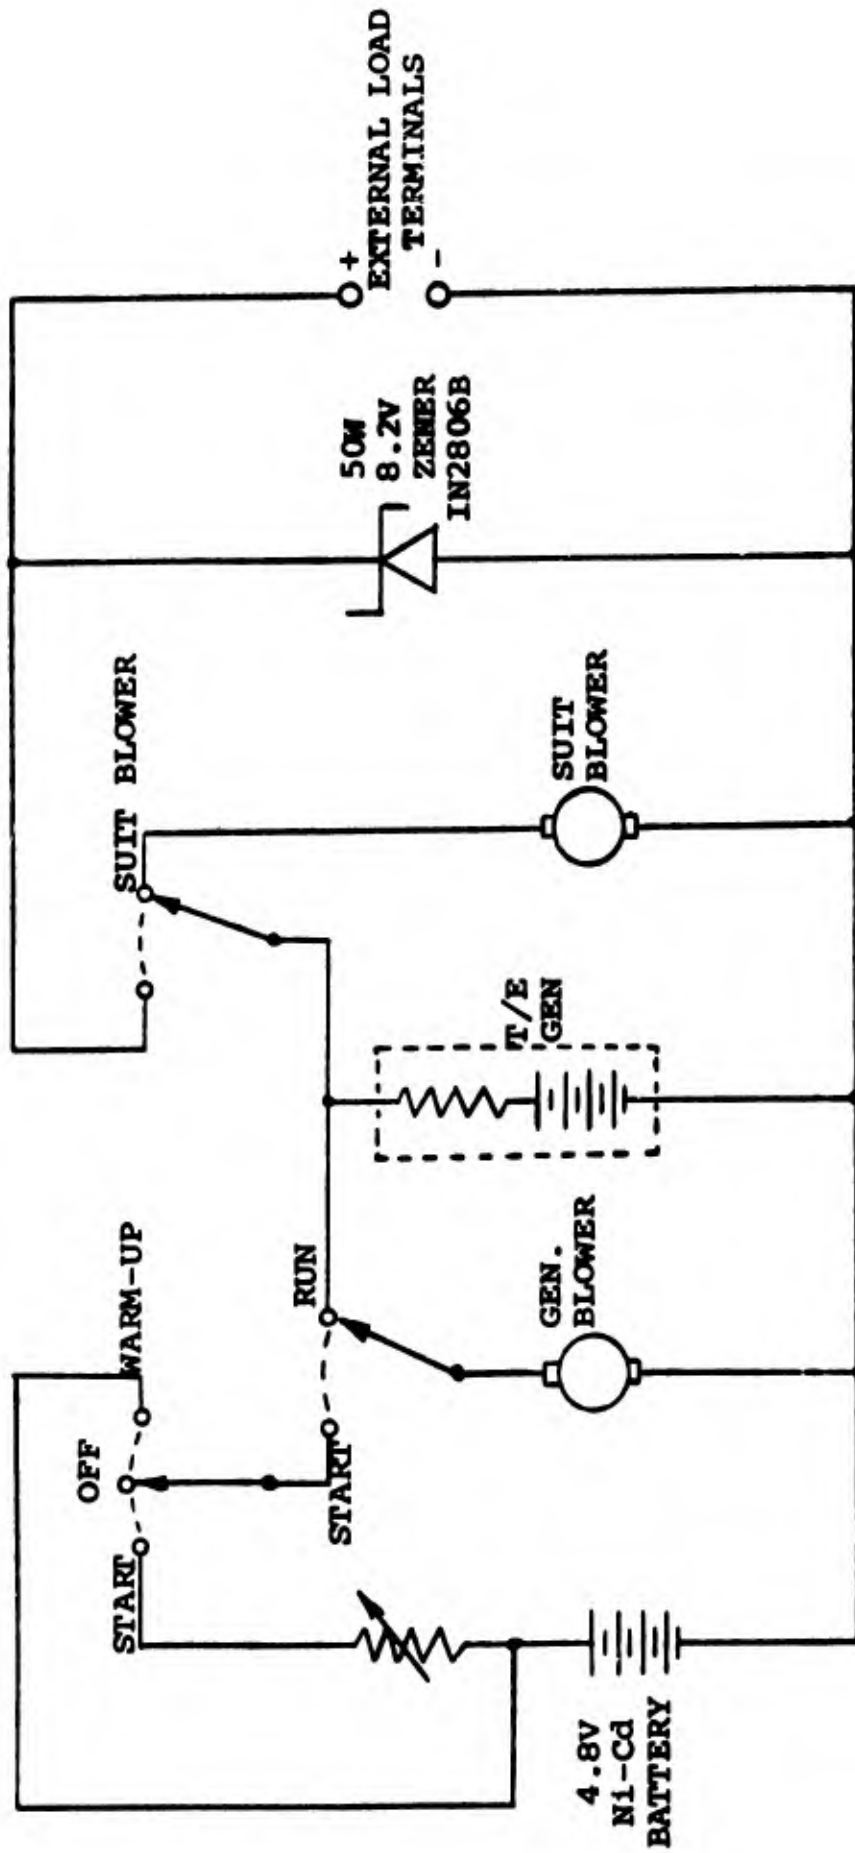 START
OFF
WARM-UP
SUIT BLOWER
START
RUN
4.8V
Ni-Cd
BATTERY
GEN.
BLOWER
T/E
GEN
SUIT
BLOWER
50W
8.2V
ZENER
IN2806B
+
EXTERNAL LOAD
TERMINALS
-